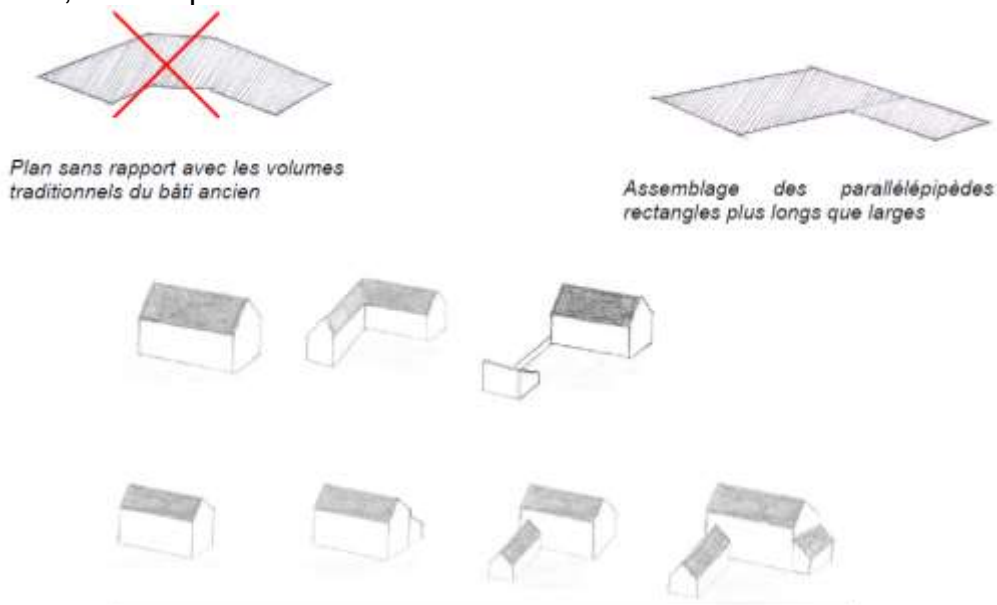 Plan sans rapport avec les volumes
traditionnels du bâti ancien
Assemblage des parallélépipèdes
rectangles plus longs que larges